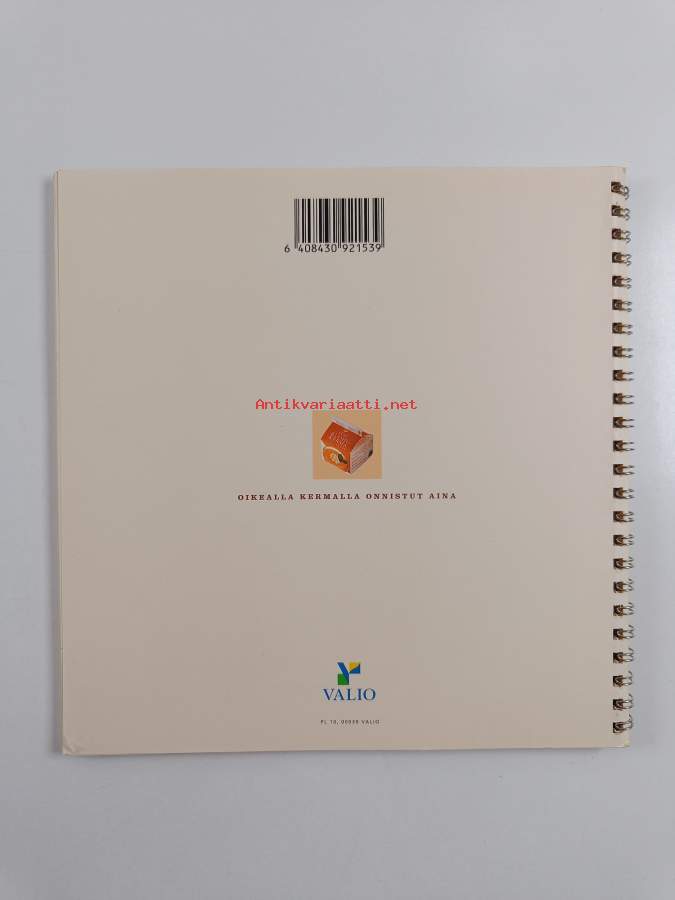 6 408430 921539
Antikvariaatti.net
OIKEALLA KERMALLA ONNISTUT AINA
VALIO
PL 10, 00039 VALIO